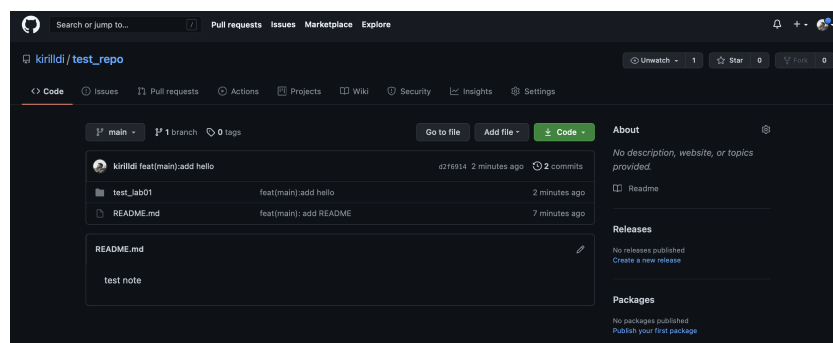 Search or jump to... /
Pull requests Issues Marketplace Explore
kirilldi / test_repo
Unwatch 1 Star 0 Fork 0
Code Issues Pull requests Actions Projects Wiki Security Insights Settings
main 1 branch 0 tags
Go to file Add file Code
kirilldi feat(main):add hello d2f6914 2 minutes ago 2 commits
test_lab01 feat(main):add hello 2 minutes ago
README.md feat(main): add README 7 minutes ago
README.md
test note
About
No description, website, or topics
provided.
Readme
Releases
No releases published
Create a new release
Packages
No packages published
Publish your first package